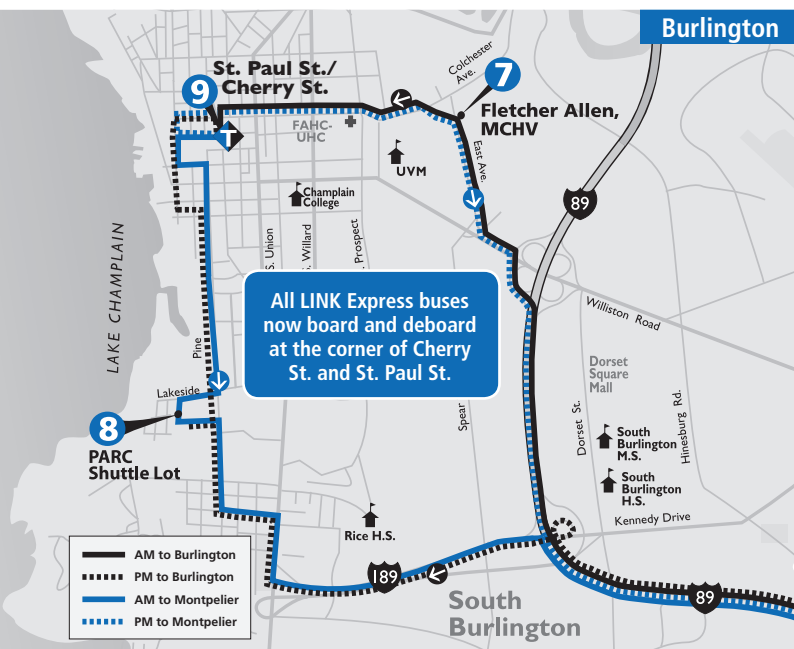 Burlington
7
Colchester
Ave.
St. Paul St./
Cherry St.
9
Fletcher Allen,
MCHV
FAHC-
UHC
T
UVM
East Ave.
Champlain
College
89
LAKE CHAMPLAIN
S. Union
S. Willard
Prospect
All LINK Express buses
now board and deboard
at the corner of Cherry
St. and St. Paul St.
Williston Road
Pine
Dorset
Square
Mall
Lakeside
Spear
Dorset St.
Hinesburg Rd.
8
PARC
Shuttle Lot
South
Burlington
M.S.
South
Burlington
H.S.
Kennedy Drive
Rice H.S.
AM to Burlington
PM to Burlington
AM to Montpelier
PM to Montpelier
189
South
Burlington
89